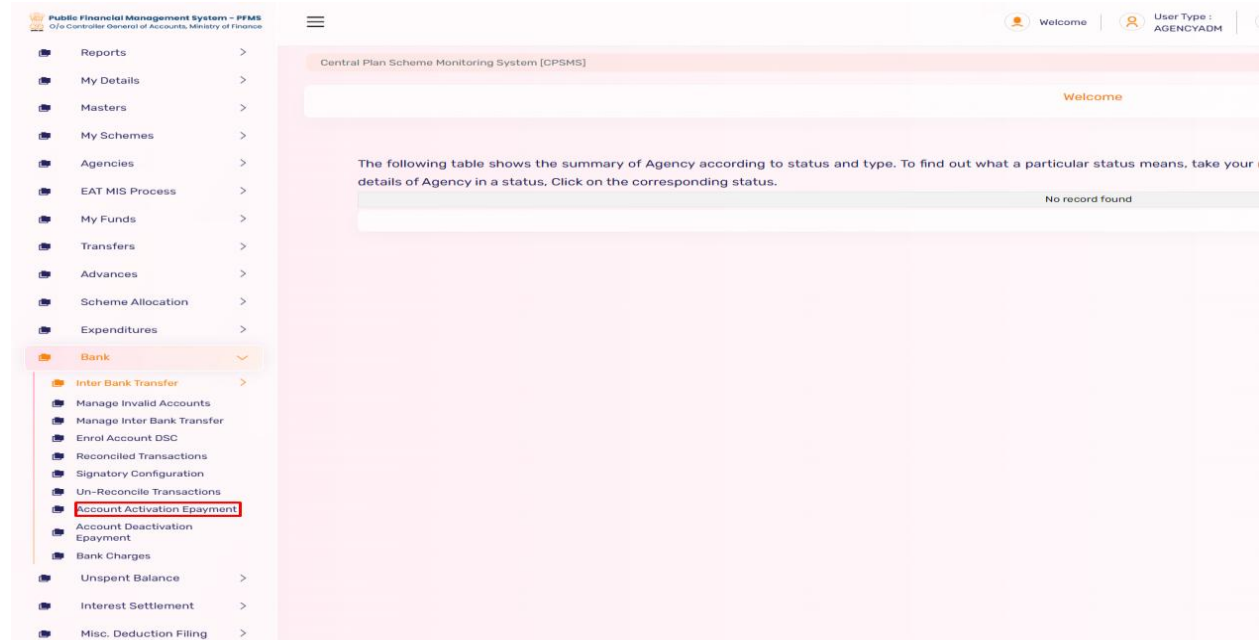 Public Financial Management System - PFMS
O/o Controller General of Accounts, Ministry of Finance
Welcome
User Type :
AGENCYADM
Reports
My Details
Masters
My Schemes
Agencies
EAT MIS Process
My Funds
Transfers
Advances
Scheme Allocation
Expenditures
Bank
Inter Bank Transfer
Manage Invalid Accounts
Manage Inter Bank Transfer
Enrol Account DSC
Reconciled Transactions
Signatory Configuration
Un-Reconcile Transactions
Account Activation Epayment
Account Deactivation
Epayment
Bank Charges
Unspent Balance
Interest Settlement
Misc. Deduction Filing
Central Plan Scheme Monitoring System [CPSMS]
Welcome
The following table shows the summary of Agency according to status and type. To find out what a particular status means, take your
details of Agency in a status, Click on the corresponding status.
No record found